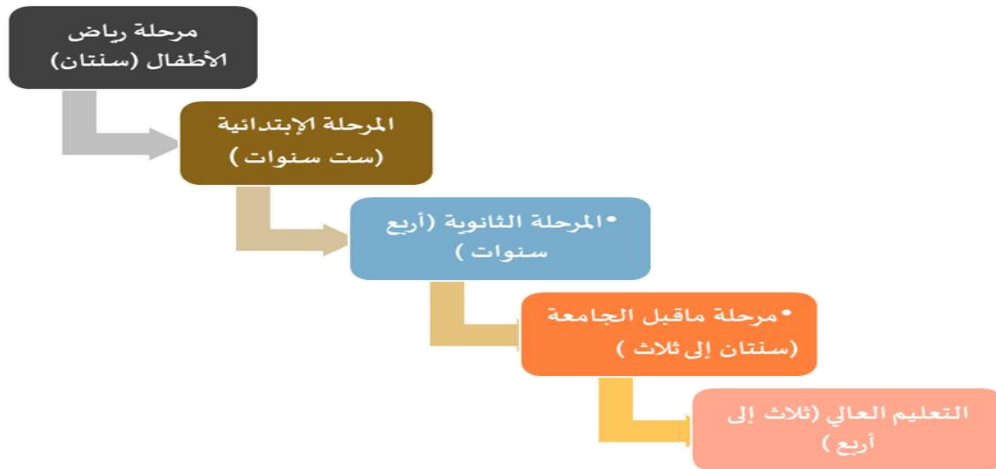 مرحلة رياض
الأطفال (سنتان)
المرحلة الإبتدائية
(ست سنوات )
•المرحلة الثانوية (أربع
سنوات )
•مرحلة ماقبل الجامعة
(سنتان إلى ثلاث )
التعليم العالي (ثلاث إلى
أربع )